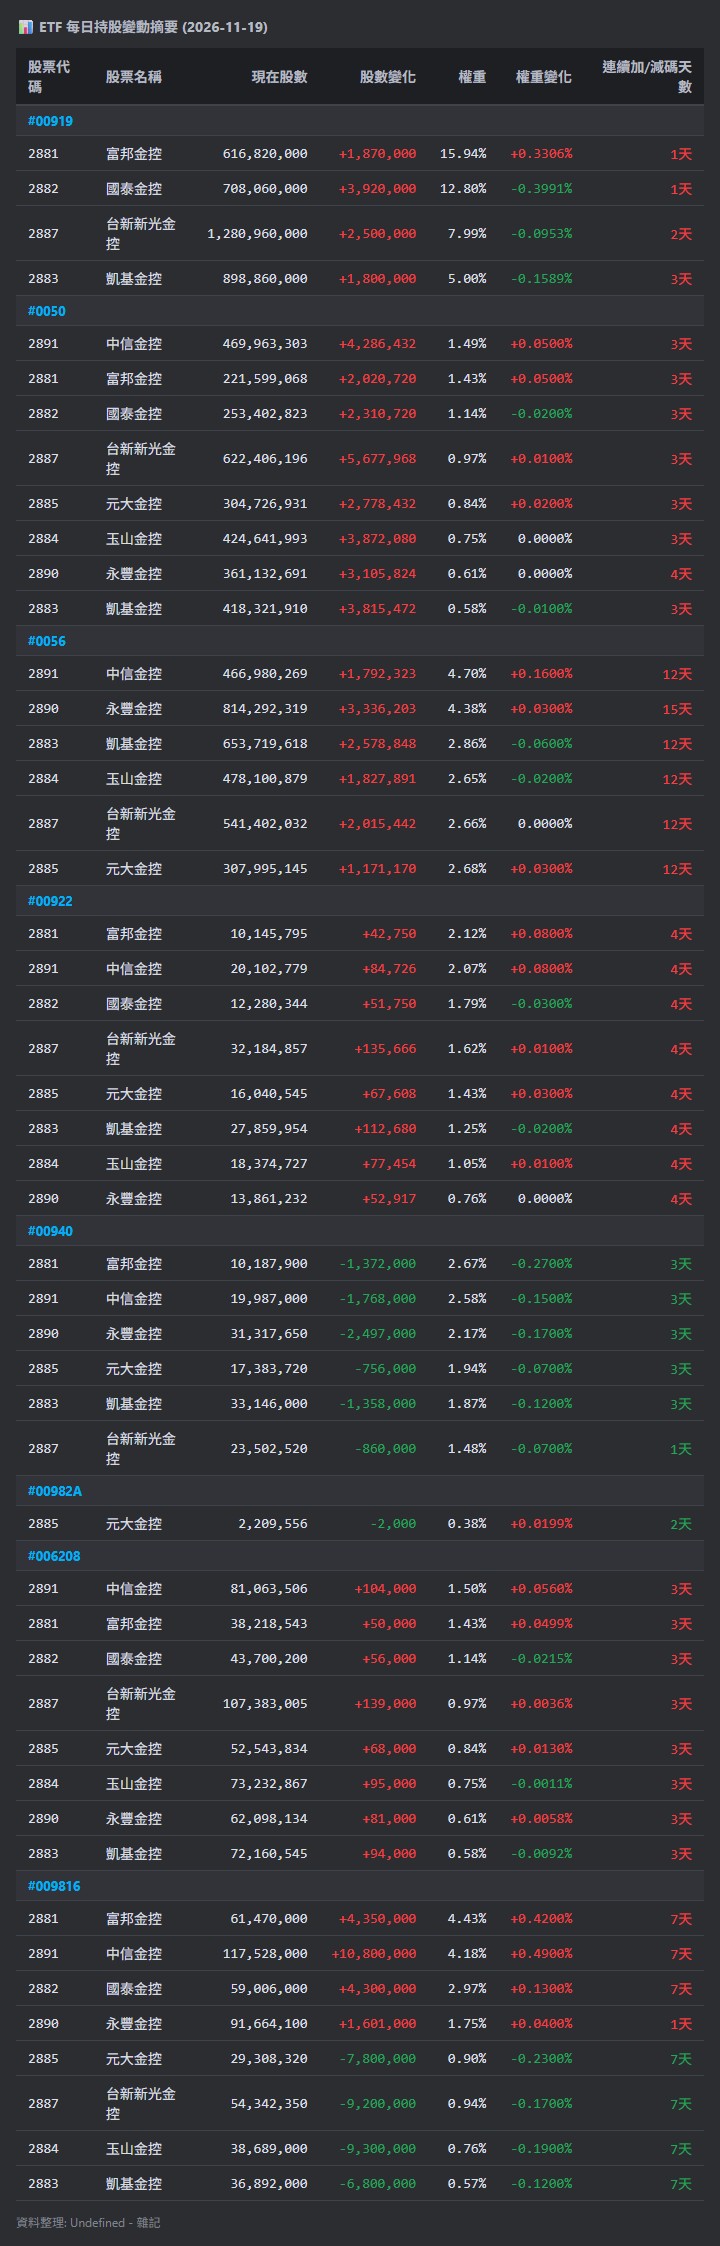 📊 ETF 每日持股變動摘要 (2026-11-19)
股票代碼 股票名稱 現在股數 股數變化 權重 權重變化 連續加/減碼天數
#00919
2881 富邦金控 616,820,000 +1,870,000 15.94% +0.3306% 1天
2882 國泰金控 708,060,000 +3,920,000 12.80% -0.3991% 1天
2887 台新新光金控 1,280,960,000 +2,500,000 7.99% -0.0953% 2天
2883 凱基金控 898,860,000 +1,800,000 5.00% -0.1589% 3天
#0050
2891 中信金控 469,963,303 +4,286,432 1.49% +0.0500% 3天
2881 富邦金控 221,599,068 +2,020,720 1.43% +0.0500% 3天
2882 國泰金控 253,402,823 +2,310,720 1.14% -0.0200% 3天
2887 台新新光金控 622,406,196 +5,677,968 0.97% +0.0100% 3天
2885 元大金控 304,726,931 +2,778,432 0.84% +0.0200% 3天
2884 玉山金控 424,641,993 +3,872,080 0.75% 0.0000% 3天
2890 永豐金控 361,132,691 +3,105,824 0.61% 0.0000% 4天
2883 凱基金控 418,321,910 +3,815,472 0.58% -0.0100% 3天
#0056
2891 中信金控 466,980,269 +1,792,323 4.70% +0.1600% 12天
2890 永豐金控 814,292,319 +3,336,203 4.38% +0.0300% 15天
2883 凱基金控 653,719,618 +2,578,848 2.86% -0.0600% 12天
2884 玉山金控 478,100,879 +1,827,891 2.65% -0.0200% 12天
2887 台新新光金控 541,402,032 +2,015,442 2.66% 0.0000% 12天
2885 元大金控 307,995,145 +1,171,170 2.68% +0.0300% 12天
#00922
2881 富邦金控 10,145,795 +42,750 2.12% +0.0800% 4天
2891 中信金控 20,102,779 +84,726 2.07% +0.0800% 4天
2882 國泰金控 12,280,344 +51,750 1.79% -0.0300% 4天
2887 台新新光金控 32,184,857 +135,666 1.62% +0.0100% 4天
2885 元大金控 16,040,545 +67,608 1.43% +0.0300% 4天
2883 凱基金控 27,859,954 +112,680 1.25% -0.0200% 4天
2884 玉山金控 18,374,727 +77,454 1.05% +0.0100% 4天
2890 永豐金控 13,861,232 +52,917 0.76% 0.0000% 4天
#00940
2881 富邦金控 10,187,900 -1,372,000 2.67% -0.2700% 3天
2891 中信金控 19,987,000 -1,768,000 2.58% -0.1500% 3天
2890 永豐金控 31,317,650 -2,497,000 2.17% -0.1700% 3天
2885 元大金控 17,383,720 -756,000 1.94% -0.0700% 3天
2883 凱基金控 33,146,000 -1,358,000 1.87% -0.1200% 3天
2887 台新新光金控 23,502,520 -860,000 1.48% -0.0700% 1天
#00982A
2885 元大金控 2,209,556 -2,000 0.38% +0.0199% 2天
#006208
2891 中信金控 81,063,506 +104,000 1.50% +0.0560% 3天
2881 富邦金控 38,218,543 +50,000 1.43% +0.0499% 3天
2882 國泰金控 43,700,200 +56,000 1.14% -0.0215% 3天
2887 台新新光金控 107,383,005 +139,000 0.97% +0.0036% 3天
2885 元大金控 52,543,834 +68,000 0.84% +0.0130% 3天
2884 玉山金控 73,232,867 +95,000 0.75% -0.0011% 3天
2890 永豐金控 62,098,134 +81,000 0.61% +0.0058% 3天
2883 凱基金控 72,160,545 +94,000 0.58% -0.0092% 3天
#009816
2881 富邦金控 61,470,000 +4,350,000 4.43% +0.4200% 7天
2891 中信金控 117,528,000 +10,800,000 4.18% +0.4900% 7天
2882 國泰金控 59,006,000 +4,300,000 2.97% +0.1300% 7天
2890 永豐金控 91,664,100 +1,601,000 1.75% +0.0400% 1天
2885 元大金控 29,308,320 -7,800,000 0.90% -0.2300% 7天
2887 台新新光金控 54,342,350 -9,200,000 0.94% -0.1700% 7天
2884 玉山金控 38,689,000 -9,300,000 0.76% -0.1900% 7天
2883 凱基金控 36,892,000 -6,800,000 0.57% -0.1200% 7天
資料整理: Undefined - 雜記